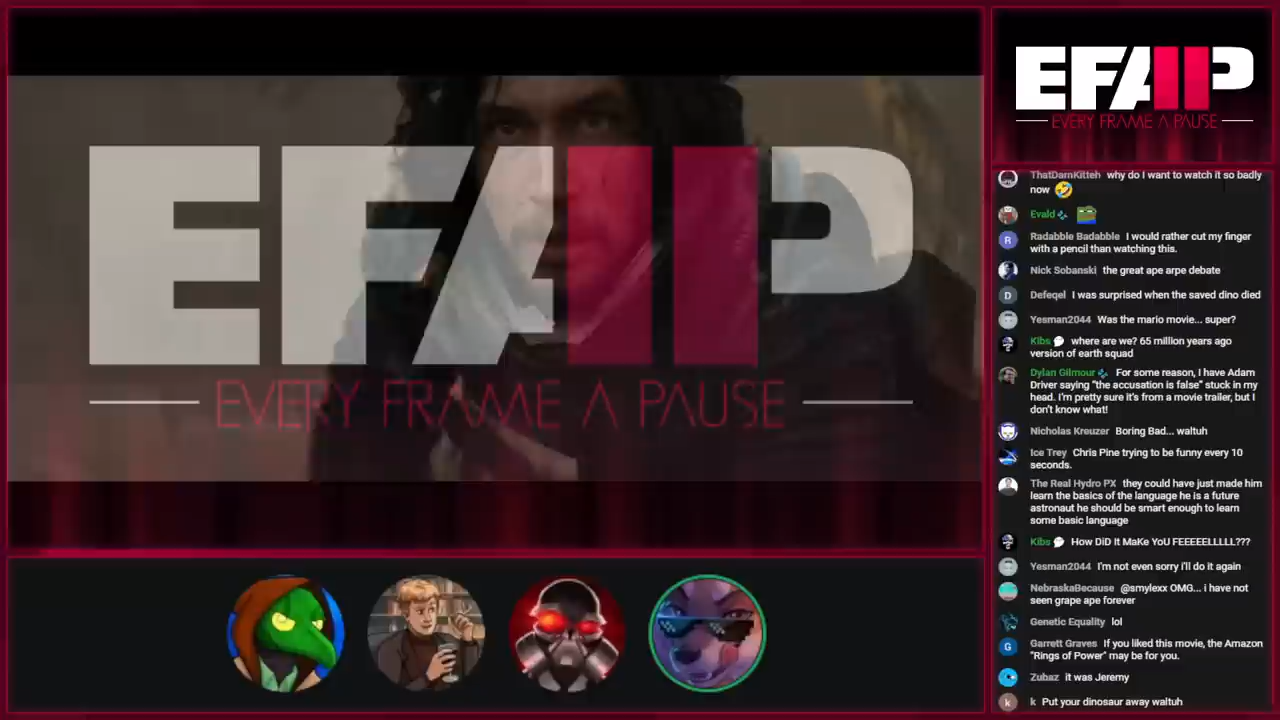 EFAP
EVERY FRAME A PAUSE
EFAP
EVERY FRAME A PAUSE
ThatDarnKitteh why do I want to watch it so badly
now
Evald
Radabble Badabble I would rather cut my finger
with a pencil than watching this.
Nick Sobanski the great ape arpe debate
Defeqel I was surprised when the saved dino died
Yesman2044 Was the mario movie... super?
Kibs where are we? 65 million years ago
version of earth squad
Dylan Gilmour For some reason, I have Adam
Driver saying "the accusation is false" stuck in my
head. I'm pretty sure it's from a movie trailer, but I
don't know what!
Nicholas Kreuzer Boring Bad... waltuh
Ice Trey Chris Pine trying to be funny every 10
seconds.
The Real Hydro PX they could have just made him
learn the basics of the language he is a future
astronaut he should be smart enough to learn
some basic language
Kibs How DiD It MaKe YoU FEEEEELLLLL???
Yesman2044 I'm not even sorry i'll do it again
NebraskaBecause @smylexx OMG... i have not
seen grape ape forever
Genetic Equality lol
Garrett Graves If you liked this movie, the Amazon
"Rings of Power" may be for you.
Zubaz it was Jeremy
k Put your dinosaur away waltuh